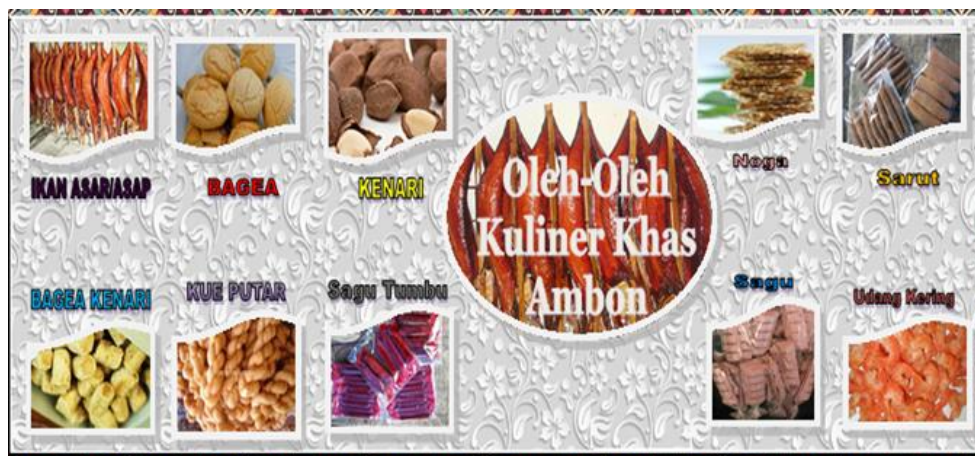 IKAN ASAR/ASAP
BAGEA
KENARI
Oleh-Oleh
Kuliner Khas
Ambon
Noga
Sarut
BAGEA KENARI
KUE PUTAR
Sagu Tumbu
Sagu
Udang Kering